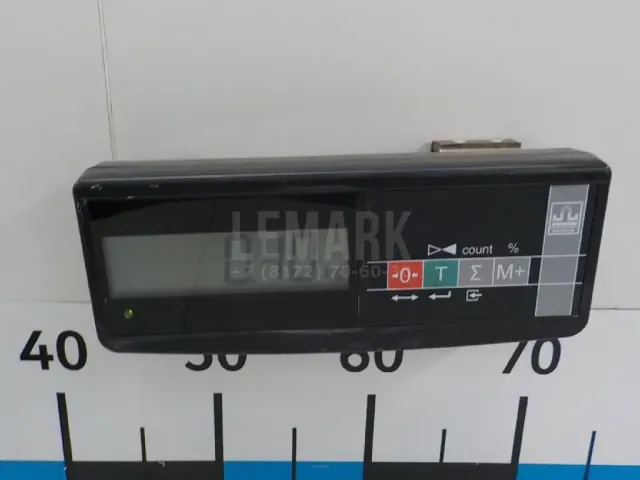 LEMARK
+7 (8172) 73-60-
count %
→0← T Σ M+
40 50 60 70